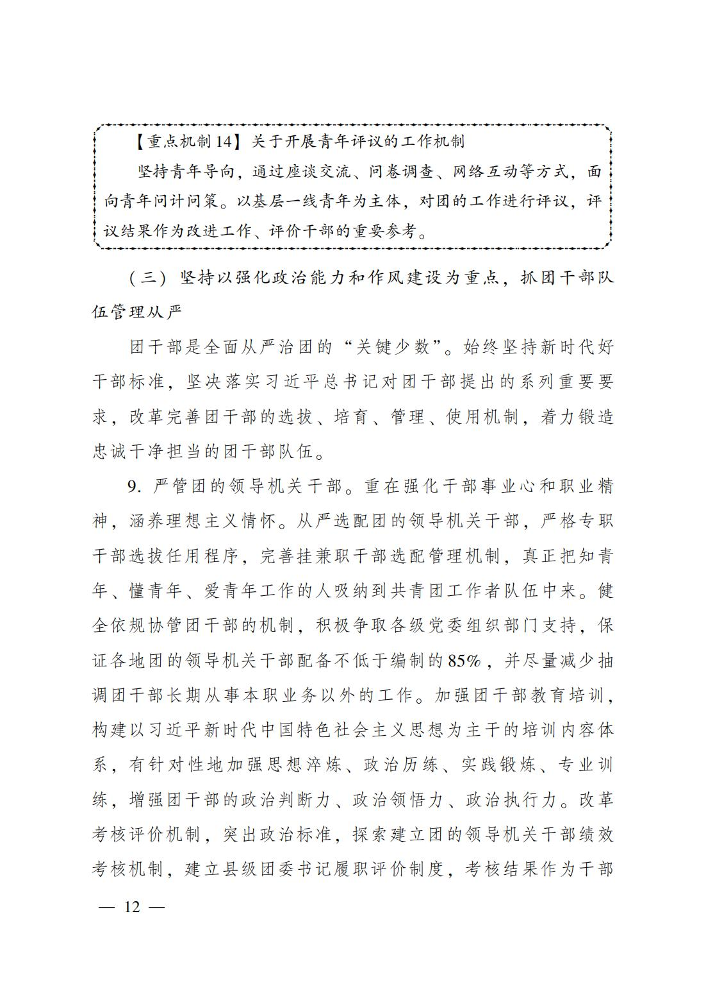 【重点机制14】关于开展青年评议的工作机制
坚持青年导向，通过座谈交流、问卷调查、网络互动等方式，面
向青年问计问策。以基层一线青年为主体，对团的工作进行评议，评
议结果作为改进工作、评价干部的重要参考。
（三）坚持以强化政治能力和作风建设为重点，抓团干部队
伍管理从严
团干部是全面从严治团的“关键少数”。始终坚持新时代好
干部标准，坚决落实习近平总书记对团干部提出的系列重要要
求，改革完善团干部的选拔、培育、管理、使用机制，着力锻造
忠诚干净担当的团干部队伍。
9. 严管团的领导机关干部。重在强化干部事业心和职业精
神，涵养理想主义情怀。从严选配团的领导机关干部，严格专职
干部选拔任用程序，完善挂兼职干部选配管理机制，真正把知青
年、懂青年、爱青年工作的人吸纳到共青团工作者队伍中来。健
全依规协管团干部的机制，积极争取各级党委组织部门支持，保
证各地团的领导机关干部配备不低于编制的85%，并尽量减少抽
调团干部长期从事本职业务以外的工作。加强团干部教育培训，
构建以习近平新时代中国特色社会主义思想为主干的培训内容体
系，有针对性地加强思想淬炼、政治历练、实践锻炼、专业训
练，增强团干部的政治判断力、政治领悟力、政治执行力。改革
考核评价机制，突出政治标准，探索建立团的领导机关干部绩效
考核机制，建立县级团委书记履职评价制度，考核结果作为干部
— 12 —